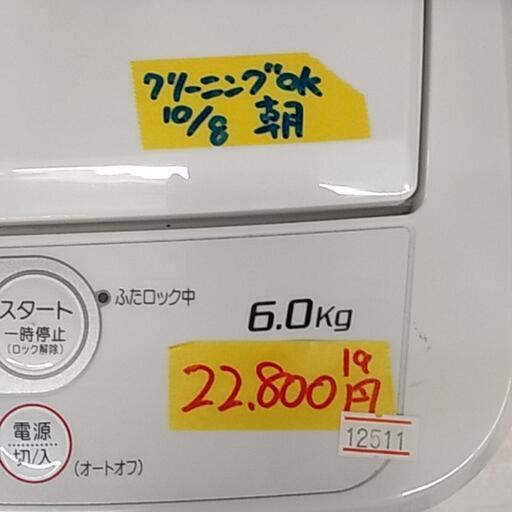 クリーニングOK
10/8 朝
スタート
一時停止
(ロック解除)
ふたロック中
6.0Kg
19
22.800円
12511
電源
切/入
(オートオフ)